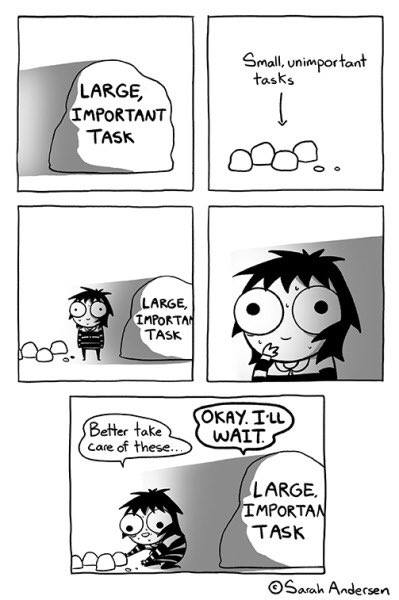 LARGE,
IMPORTANT
TASK
Small, unimportant
tasks
LARGE,
IMPORTAN
TASK
Better take
care of these...
OKAY. I'LL
WAIT.
LARGE,
IMPORTAN
TASK
©Sarah Andersen